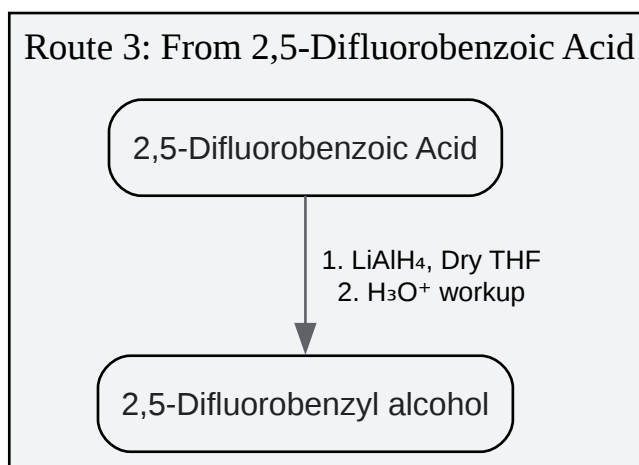 Route 3: From 2,5-Difluorobenzoic Acid
2,5-Difluorobenzoic Acid
1. LiAlH₄, Dry THF
2. H₃O⁺ workup
2,5-Difluorobenzyl alcohol